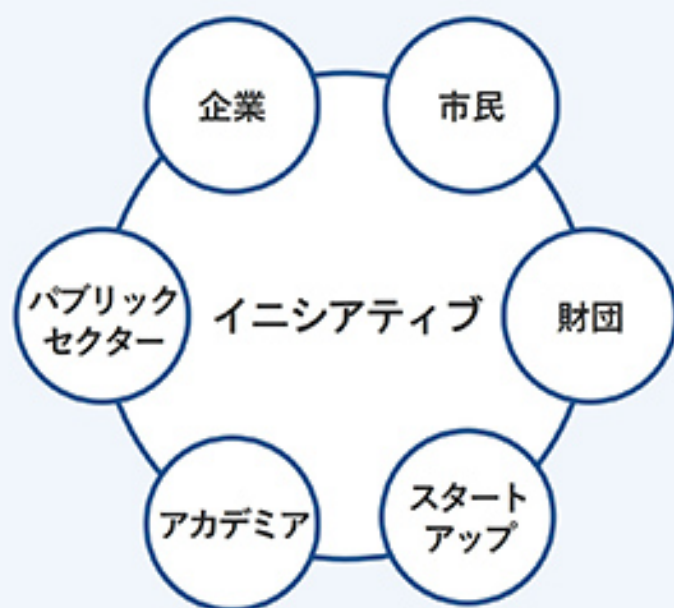 企業
市民
パブリック
セクター
イニシアティブ
財団
アカデミア
スタート
アップ